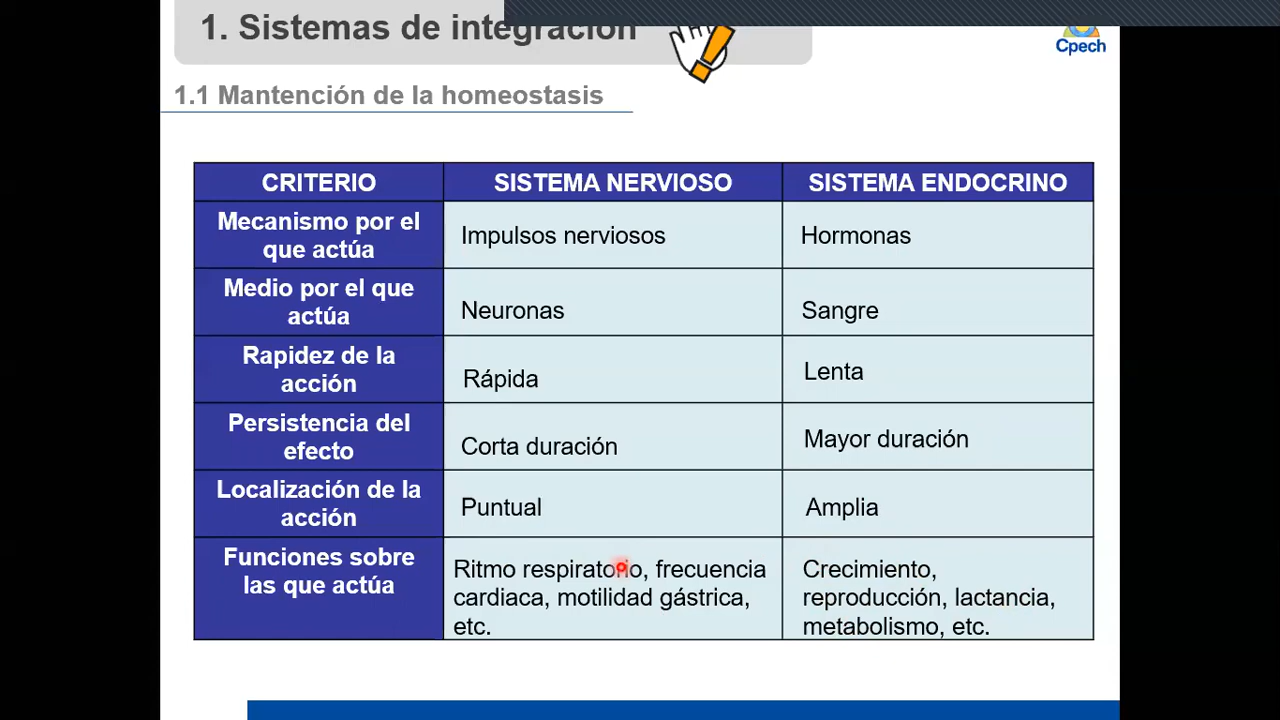 1. Sistemas de integración
Cpech
1.1 Mantención de la homeostasis
CRITERIO SISTEMA NERVIOSO SISTEMA ENDOCRINO
Mecanismo por el
que actúa
Impulsos nerviosos
Hormonas
Medio por el que
actúa
Neuronas
Sangre
Rapidez de la
acción
Rápida
Lenta
Persistencia del
efecto
Corta duración
Mayor duración
Localización de la
acción
Puntual
Amplia
Funciones sobre
las que actúa
Ritmo respiratorio, frecuencia
cardiaca, motilidad gástrica,
etc.
Crecimiento,
reproducción, lactancia,
metabolismo, etc.